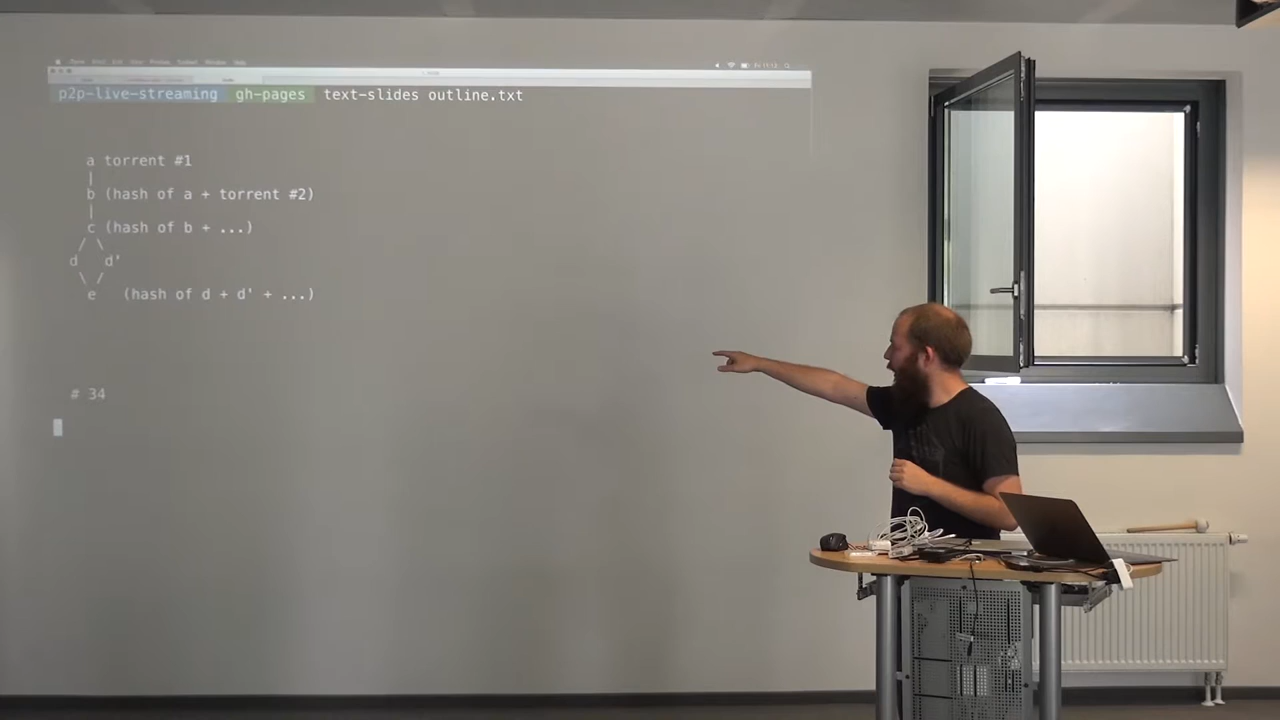 p2p-live-streaming gh-pages text-slides outline.txt
a torrent #1
|
b (hash of a + torrent #2)
|
c (hash of b + ...)
/ \
d d'
\ /
e (hash of d + d' + ...)
# 34